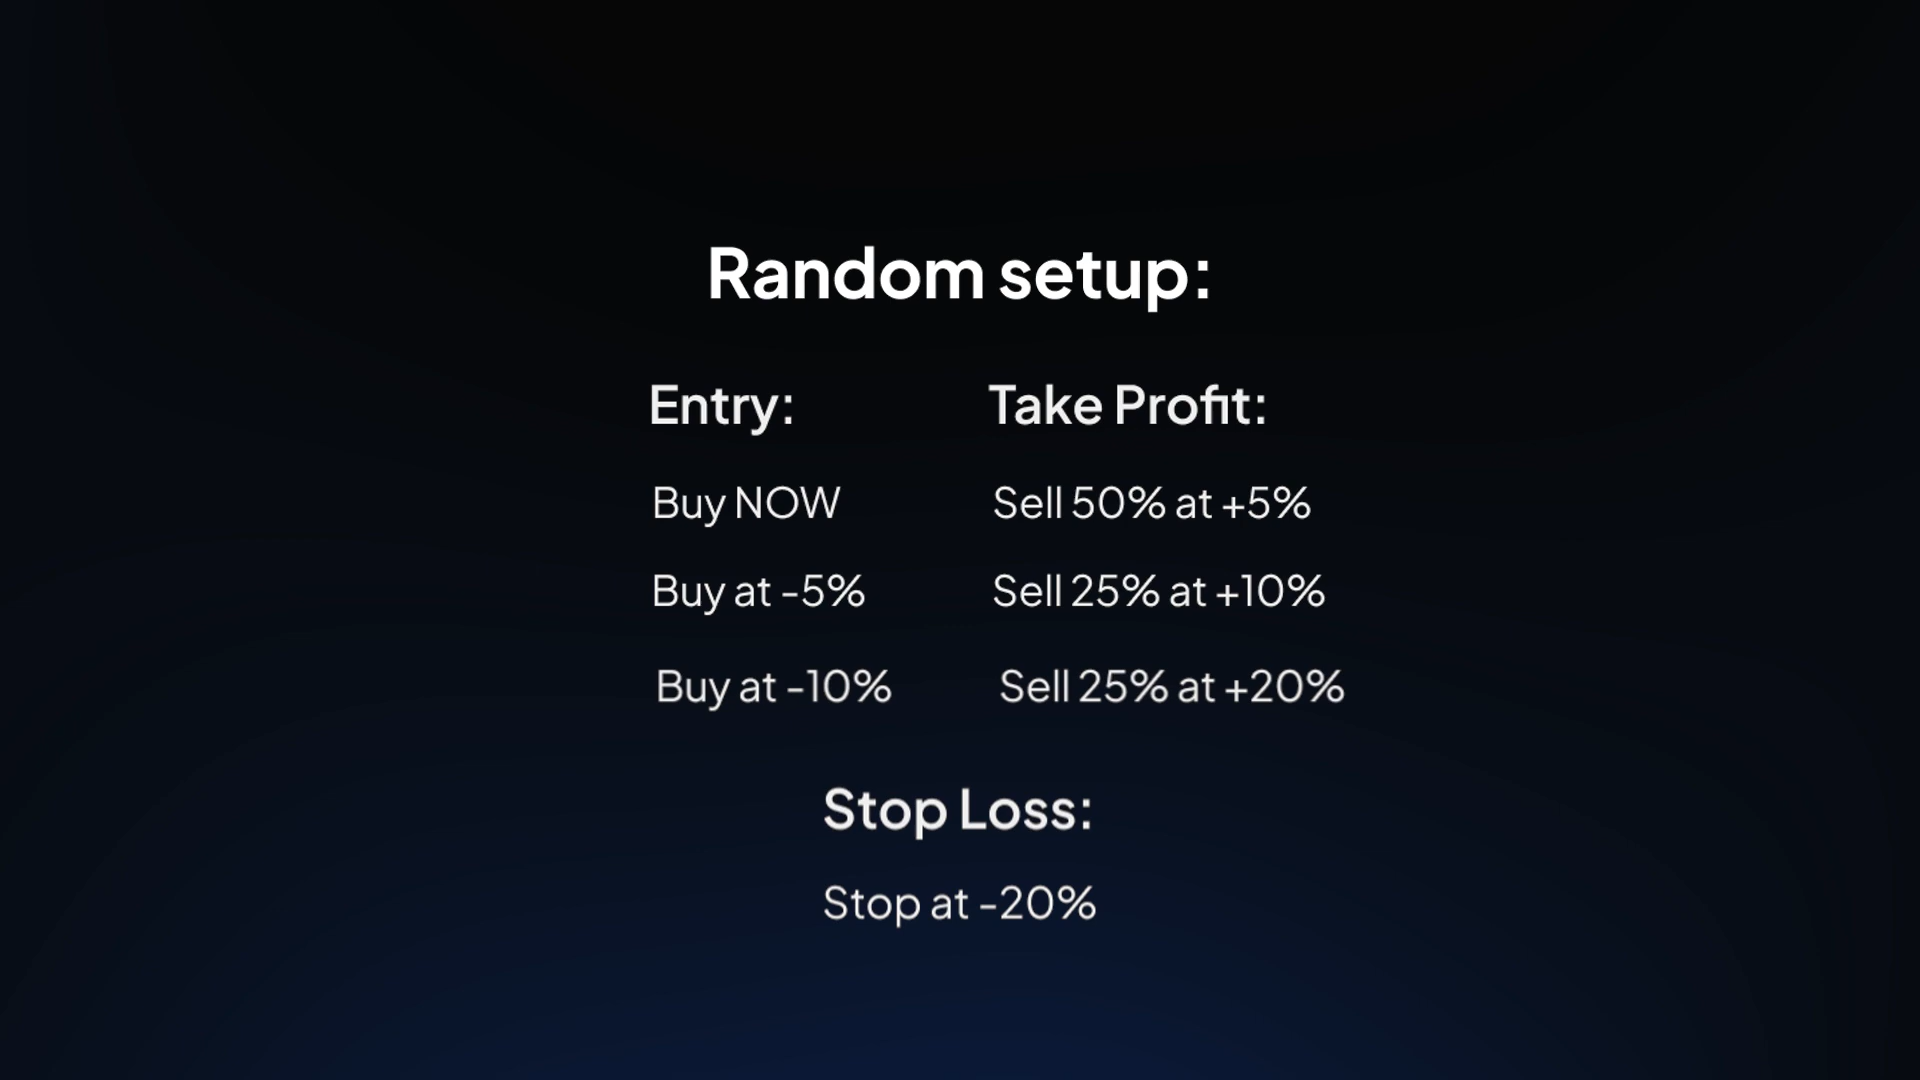 Random setup:
Entry:
Buy NOW
Buy at -5%
Buy at -10%
Take Profit:
Sell 50% at +5%
Sell 25% at +10%
Sell 25% at +20%
Stop Loss:
Stop at -20%